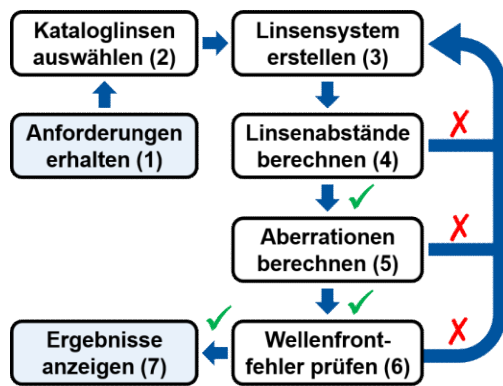 Kataloglinsen
auswählen (2)
Linsensystem
erstellen (3)
Anforderungen
erhalten (1)
Linsenabstände
berechnen (4)
Aberrationen
berechnen (5)
Ergebnisse
anzeigen (7)
Wellenfront-
fehler prüfen (6)